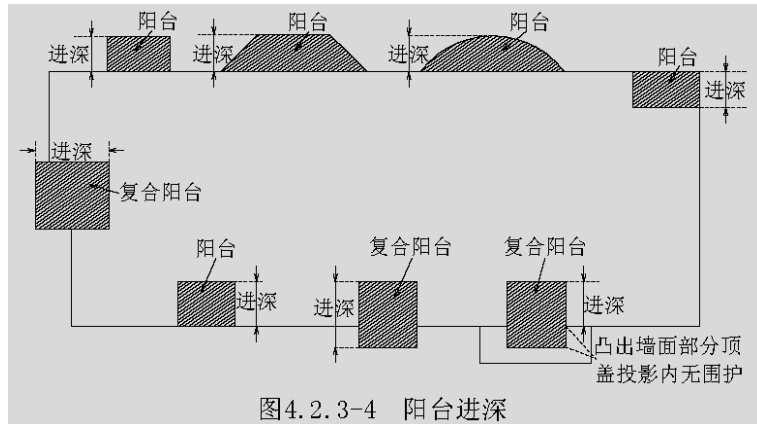 阳台
阳台
阳台
进深
进深
进深
阳台
进深
进深
复合阳台
阳台
复合阳台
复合阳台
进深
进深
进深
凸出墙面部分顶
盖投影内无围护
图4.2.3-4 阳台进深